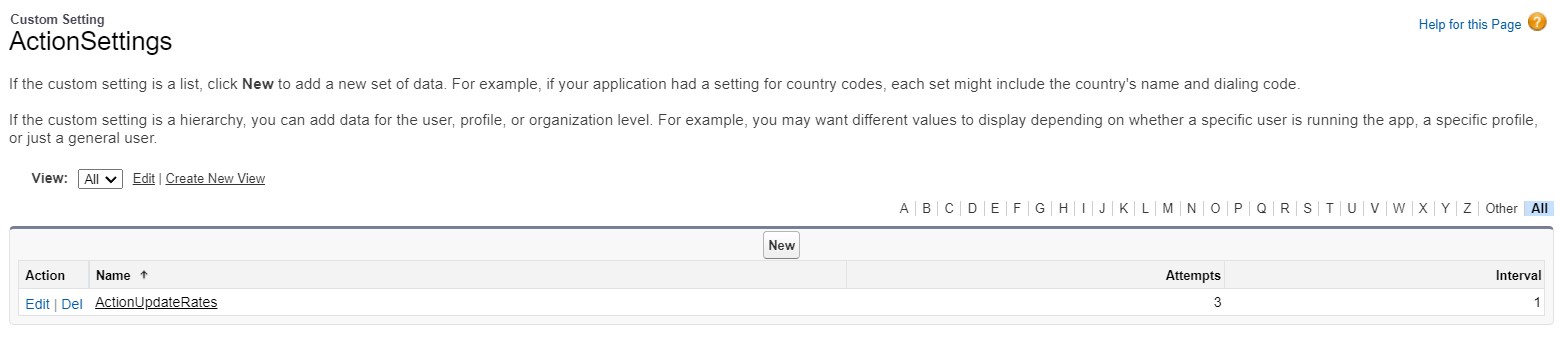 Custom Setting
ActionSettings
Help for this Page ?
If the custom setting is a list, click New to add a new set of data. For example, if your application had a setting for country codes, each set might include the country's name and dialing code.
If the custom setting is a hierarchy, you can add data for the user, profile, or organization level. For example, you may want different values to display depending on whether a specific user is running the app, a specific profile,
or just a general user.
View: All Edit | Create New View
A | B | C | D | E | F | G | H | I | J | K | L | M | N | O | P | Q | R | S | T | U | V | W | X | Y | Z | Other | All
New
Action Name ↑ Attempts Interval
Edit | Del ActionUpdateRates 3 1